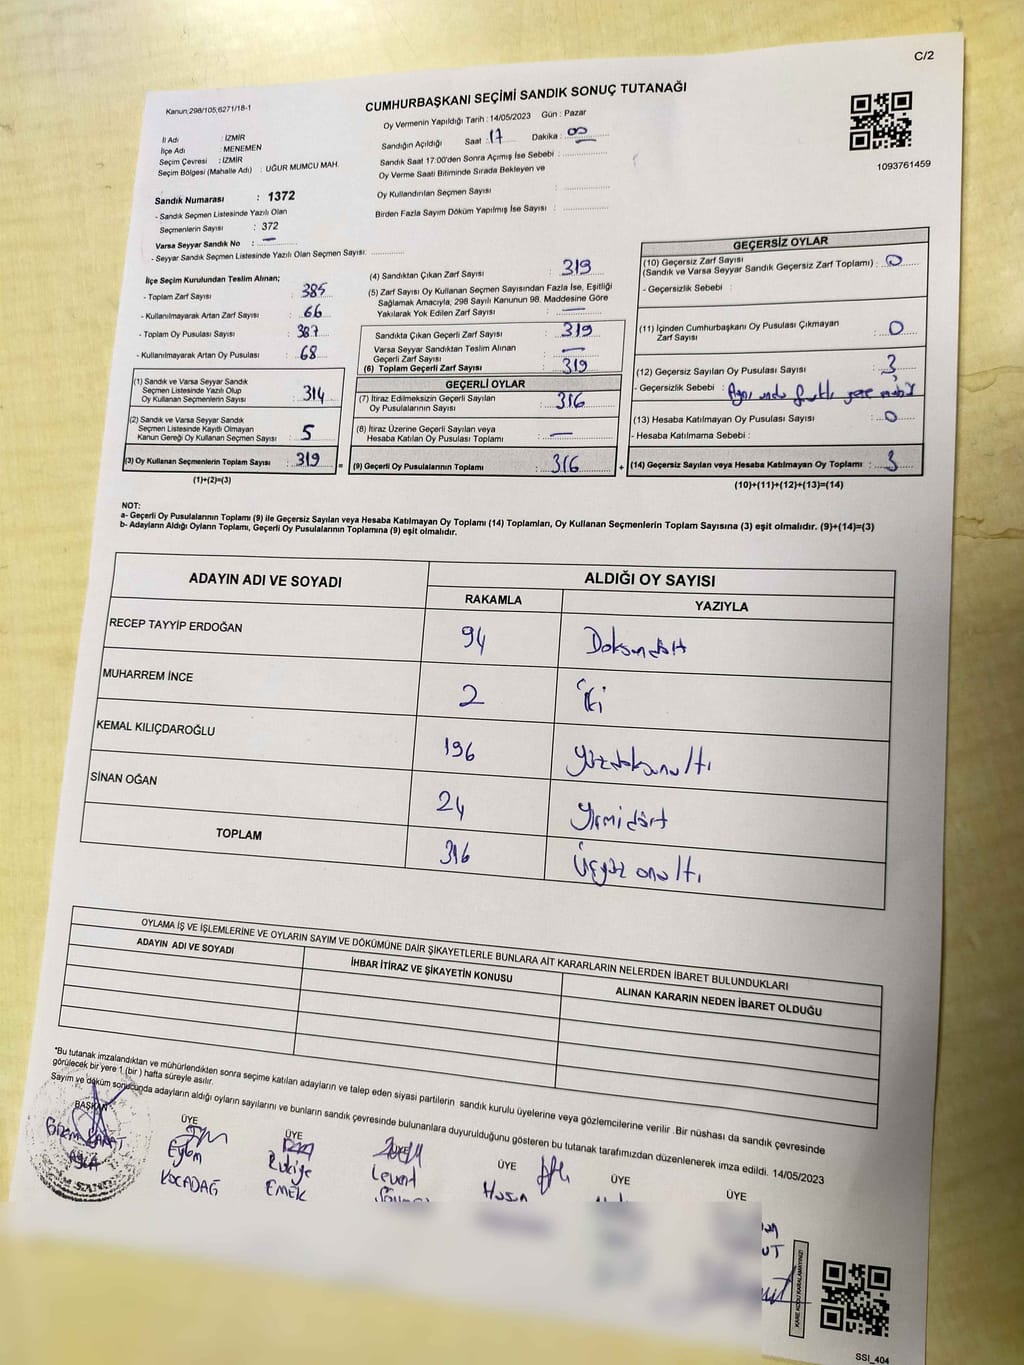 C/2
Kanun;298/105;6271/18-1
CUMHURBAŞKANI SEÇİMİ SANDIK SONUÇ TUTANAĞI
Oy Vermenin Yapıldığı Tarih : 14/05/2023 Gün : Pazar
İl Adı : İZMİR
İlçe Adı : MENEMEN
Seçim Çevresi : İZMİR
Seçim Bölgesi (Mahalle Adı) : UĞUR MUMCU MAH.
Sandık Numarası : 1372
- Sandık Seçmen Listesinde Yazılı Olan
Seçmenlerin Sayısı : 372
Varsa Seyyar Sandık No : —
- Seyyar Sandık Seçmen Listesinde Yazılı Olan Seçmen Sayısı:
Sandığın Açıldığı Saat : 17 Dakika : 00
Sandık Saat 17:00'den Sonra Açımış İse Sebebi :
Oy Verme Saati Bitiminde Sırada Bekleyen ve
Oy Kullandırılan Seçmen Sayısı :
Birden Fazla Sayım Döküm Yapılmış İse Sayısı :
1093761459
İlçe Seçim Kurulundan Teslim Alınan;
- Toplam Zarf Sayısı : 385
- Kullanılmayarak Artan Zarf Sayısı : 66
- Toplam Oy Pusulası Sayısı : 387
- Kullanılmayarak Artan Oy Pusulası : 68
(1) Sandık ve Varsa Seyyar Sandık
Seçmen Listesinde Yazılı Olup
Oy Kullanan Seçmenlerin Sayısı : 314
(2) Sandık ve Varsa Seyyar Sandık
Seçmen Listesinde Kayıtlı Olmayan
Kanun Gereği Oy Kullanan Seçmen Sayısı : 5
(3) Oy Kullanan Seçmenlerin Toplam Sayısı : 319
(1)+(2)=(3)
(4) Sandıktan Çıkan Zarf Sayısı : 319
(5) Zarf Sayısı Oy Kullanan Seçmen Sayısından Fazla İse, Eşitliği
Sağlamak Amacıyla, 298 Sayılı Kanunun 98. Maddesine Göre
Yakılarak Yok Edilen Zarf Sayısı : —
Sandıkta Çıkan Geçerli Zarf Sayısı : 319
Varsa Seyyar Sandıktan Teslim Alınan
Geçerli Zarf Sayısı : —
(6) Toplam Geçerli Zarf Sayısı : 319
GEÇERLİ OYLAR
(7) İtiraz Edilmeksizin Geçerli Sayılan
Oy Pusulalarının Sayısı : 316
(8) İtiraz Üzerine Geçerli Sayılan veya
Hesaba Katılan Oy Pusulası Toplamı : —
= (9) Geçerli Oy Pusulalarının Toplamı : 316 +
GEÇERSİZ OYLAR
(10) Geçersiz Zarf Sayısı
(Sandık ve Varsa Seyyar Sandık Geçersiz Zarf Toplamı) : 0
- Geçersizlik Sebebi :
(11) İçinden Cumhurbaşkanı Oy Pusulası Çıkmayan
Zarf Sayısı : 0
(12) Geçersiz Sayılan Oy Pusulası Sayısı : 3
- Geçersizlik Sebebi :
(13) Hesaba Katılmayan Oy Pusulası Sayısı : 0
- Hesaba Katılmama Sebebi :
(14) Geçersiz Sayılan veya Hesaba Katılmayan Oy Toplamı : 3
(10)+(11)+(12)+(13)=(14)
NOT:
a- Geçerli Oy Pusulalarının Toplamı (9) ile Geçersiz Sayılan veya Hesaba Katılmayan Oy Toplamı (14) Toplamları, Oy Kullanan Seçmenlerin Toplam Sayısına (3) eşit olmalıdır. (9)+(14)=(3)
b- Adayların Aldığı Oyların Toplamı, Geçerli Oy Pusulalarının Toplamına (9) eşit olmalıdır.
ADAYIN ADI VE SOYADI
ALDIĞI OY SAYISI
RAKAMLA YAZIYLA
RECEP TAYYİP ERDOĞAN 94 Doksandört
MUHARREM İNCE 2 İki
KEMAL KILIÇDAROĞLU 196 Yüzdoksanaltı
SİNAN OĞAN 24 Yirmidört
TOPLAM 316 Üçyüz onaltı
OYLAMA İŞ VE İŞLEMLERİNE VE OYLARIN SAYIM VE DÖKÜMÜNE DAİR ŞİKAYETLERLE BUNLARA AİT KARARLARIN NELERDEN İBARET BULUNDUKLARI
ADAYIN ADI VE SOYADI
İHBAR İTİRAZ VE ŞİKAYETİN KONUSU
ALINAN KARARIN NEDEN İBARET OLDUĞU
*Bu tutanak imzalandıktan ve mühürlendikten sonra seçime katılan adayların ve talep eden siyasi partilerin sandık kurulu üyelerine veya gözlemcilerine verilir .Bir nüshası da sandık çevresinde
görülecek bir yere 1 (bir ) hafta süreyle asılır.
Sayım ve döküm sonucunda adayların aldığı oyların sayılarını ve bunların sandık çevresinde bulunanlara duyurulduğunu gösteren bu tutanak tarafımızdan düzenlenerek imza edildi. 14/05/2023
BAŞKAN ÜYE ÜYE ÜYE ÜYE ÜYE
Eylem Rukiye Levent
KOCADAĞ EMEK
KARE KODU KARALAMAYINIZ!
SSI_404